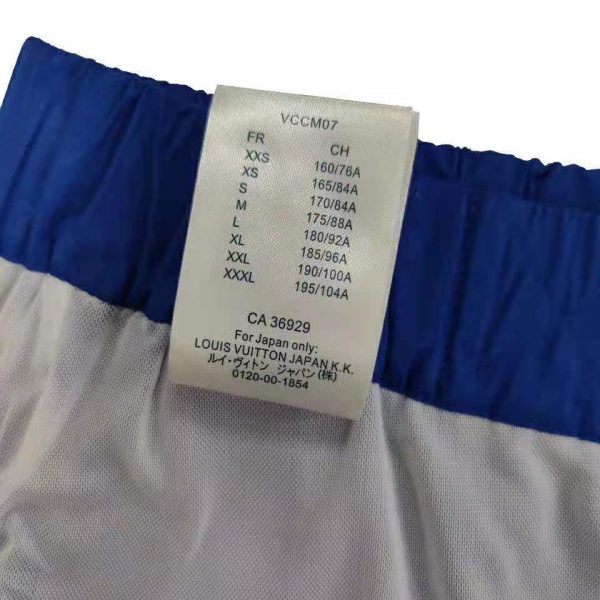 VCCM07
FR CH
XXS 160/76A
XS 165/84A
S 170/84A
M 175/88A
L 180/92A
XL 185/96A
XXL 190/100A
XXXL 195/104A
CA 36929
For Japan only:
LOUIS VUITTON JAPAN K.K.
ルイ・ヴィトン ジャパン(株)
0120-00-1854